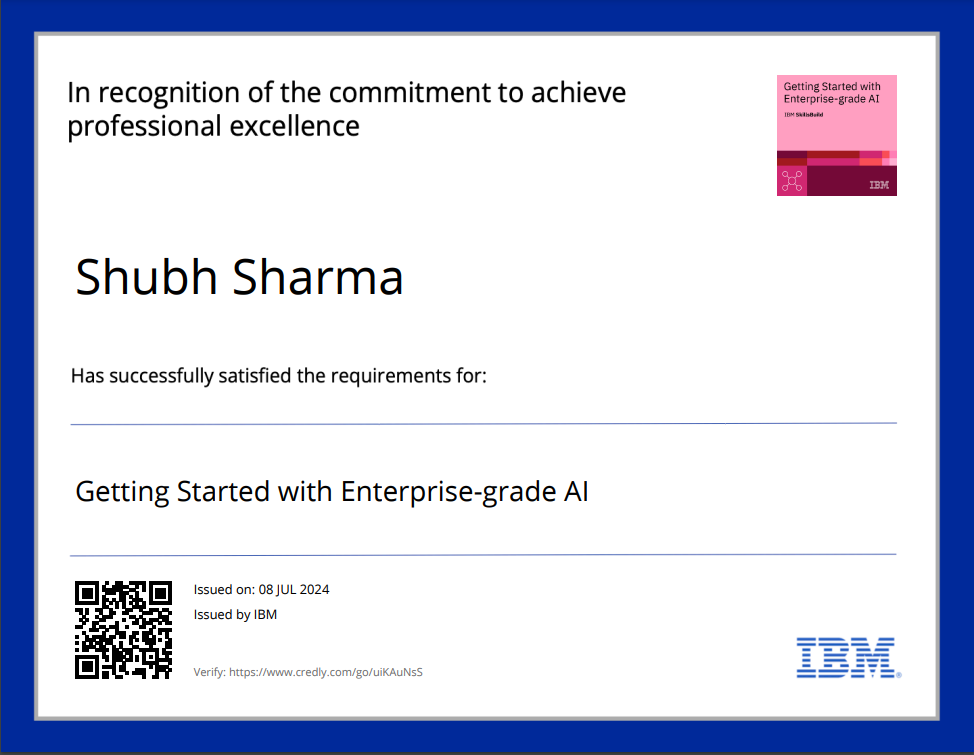 In recognition of the commitment to achieve
professional excellence
Getting Started with
Enterprise-grade AI
IBM SkillsBuild
IBM
Shubh Sharma
Has successfully satisfied the requirements for:
Getting Started with Enterprise-grade AI
Issued on: 08 JUL 2024
Issued by IBM
Verify: https://www.credly.com/go/uiKAuNsS
IBM®